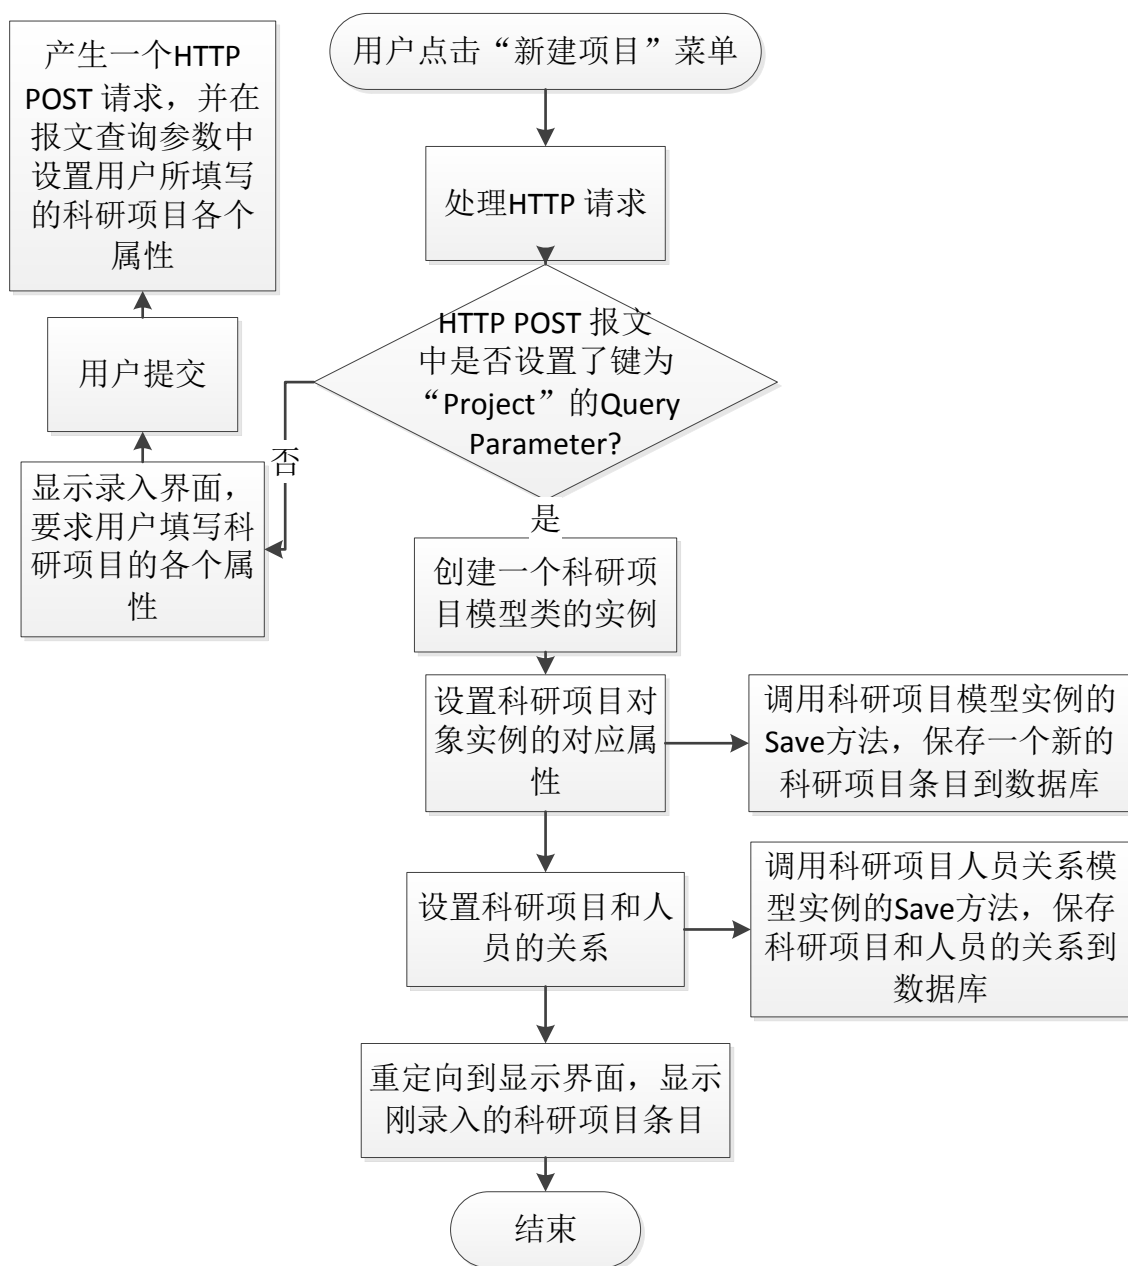 用户点击“新建项目”菜单
处理HTTP 请求
HTTP POST 报文
中是否设置了键为
“Project”的Query
Parameter?
否
显示录入界面，
要求用户填写科
研项目的各个属
性
用户提交
产生一个HTTP
POST 请求，并在
报文查询参数中
设置用户所填写
的科研项目各个
属性
是
创建一个科研项
目模型类的实例
设置科研项目对
象实例的对应属
性
调用科研项目模型实例的
Save方法，保存一个新的
科研项目条目到数据库
设置科研项目和人
员的关系
调用科研项目人员关系模
型实例的Save方法，保存
科研项目和人员的关系到
数据库
重定向到显示界面，显示
刚录入的科研项目条目
结束